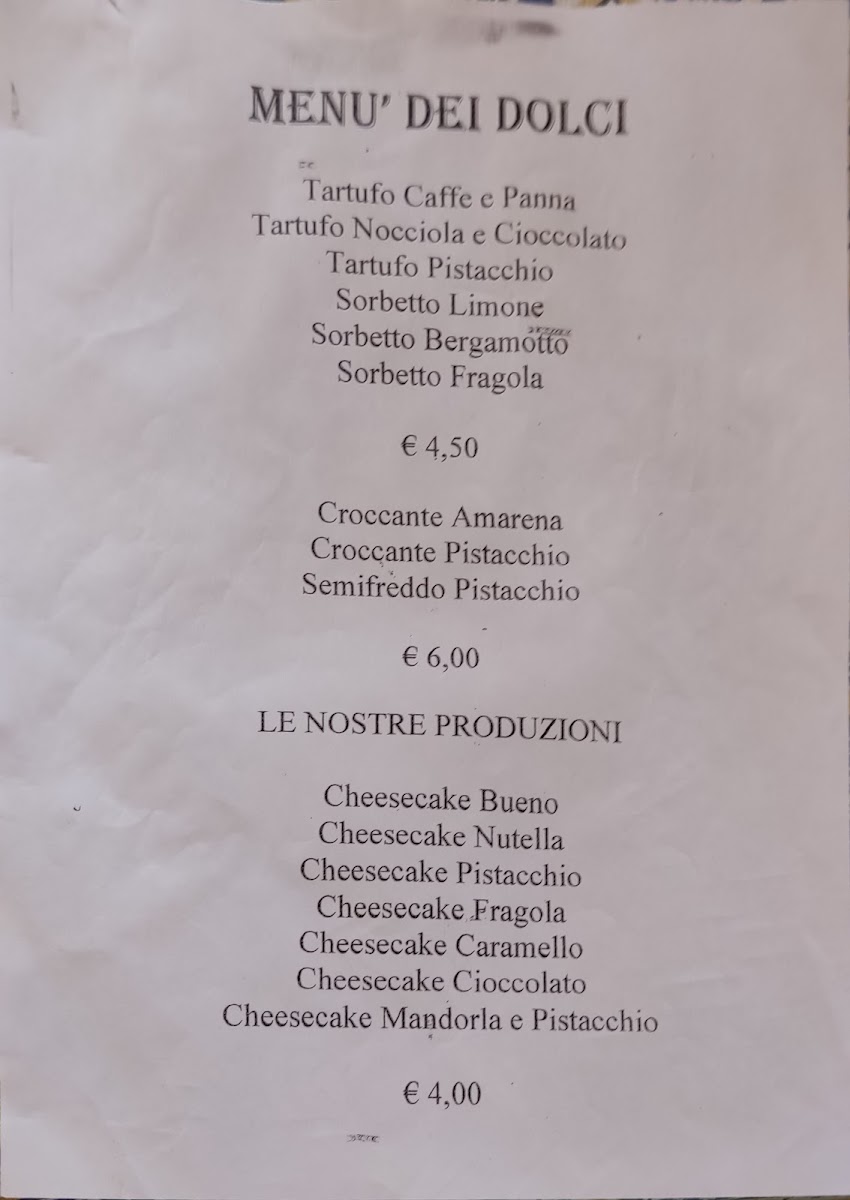 MENU' DEI DOLCI
Tartufo Caffe e Panna
Tartufo Nocciola e Cioccolato
Tartufo Pistacchio
Sorbetto Limone
Sorbetto Bergamotto
Sorbetto Fragola
€ 4,50
Croccante Amarena
Croccante Pistacchio
Semifreddo Pistacchio
€ 6,00
LE NOSTRE PRODUZIONI
Cheesecake Bueno
Cheesecake Nutella
Cheesecake Pistacchio
Cheesecake Fragola
Cheesecake Caramello
Cheesecake Cioccolato
Cheesecake Mandorla e Pistacchio
€ 4,00